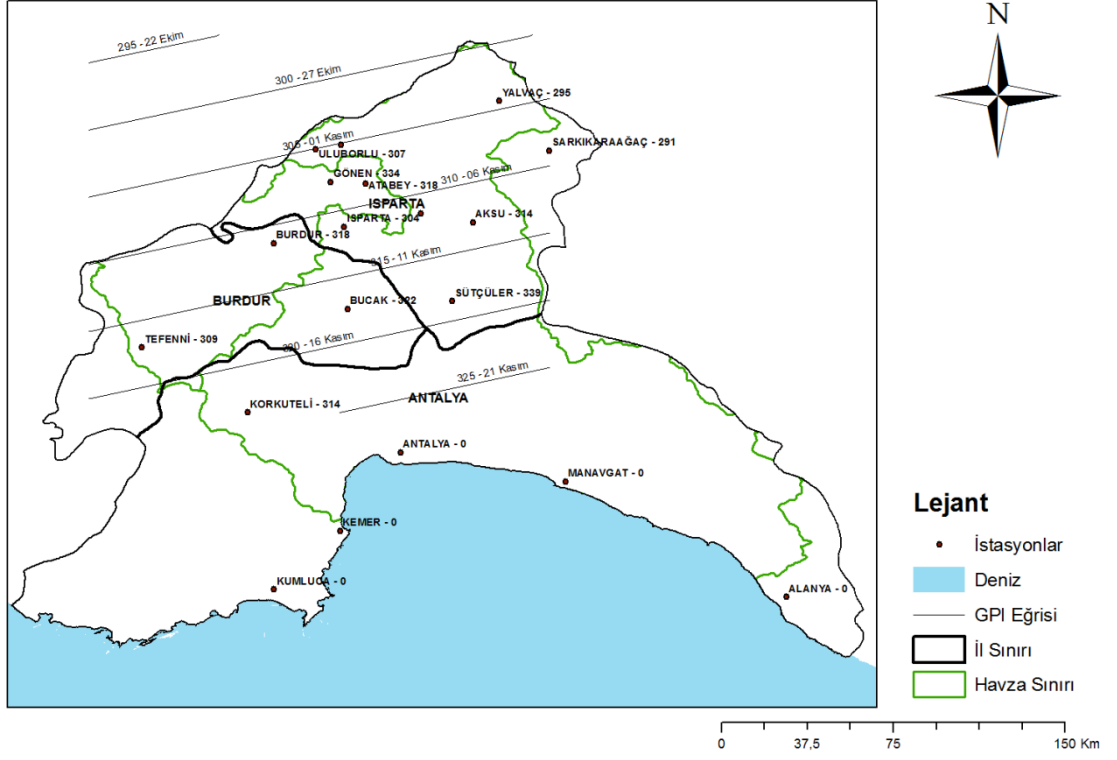 N
295 - 22 Ekim
300 - 27 Ekim
YALVAÇ - 295
305 - 01 Kasım
ULUBORLU - 307
SARKIKARAAĞAÇ - 291
GÖNEN - 334
310 - 06 Kasım
ATABEY - 318
ISPARTA
ISPARTA - 304
AKSU - 314
BURDUR - 318
315 - 11 Kasım
BURDUR
BUCAK - 322
SÜTÇÜLER - 339
TEFENNİ - 309
320 - 16 Kasım
325 - 21 Kasım
ANTALYA
KORKUTELİ - 314
ANTALYA - 0
MANAVGAT - 0
KEMER - 0
KUMLUCA - 0
ALANYA - 0
Lejant
İstasyonlar
Deniz
GPI Eğrisi
İl Sınırı
Havza Sınırı
0 37,5 75 150 Km